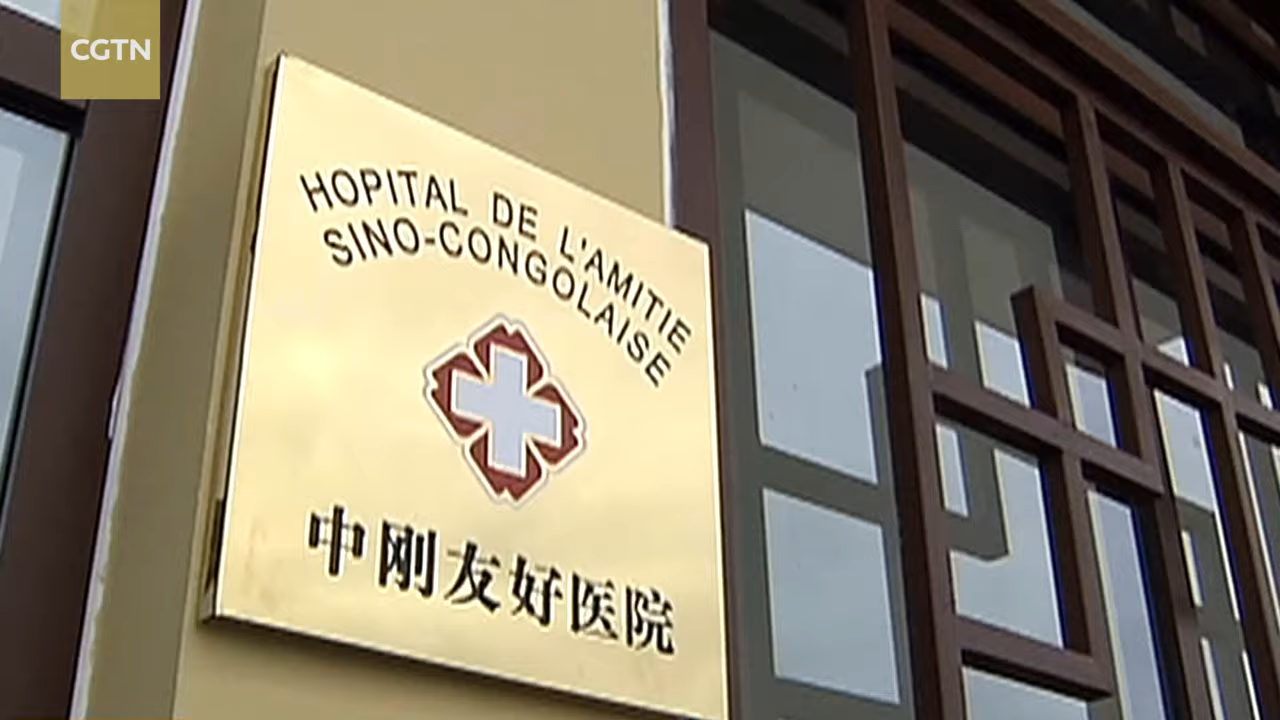 CGTN
HOPITAL DE L'AMITIE
SINO-CONGOLAISE
中刚友好医院